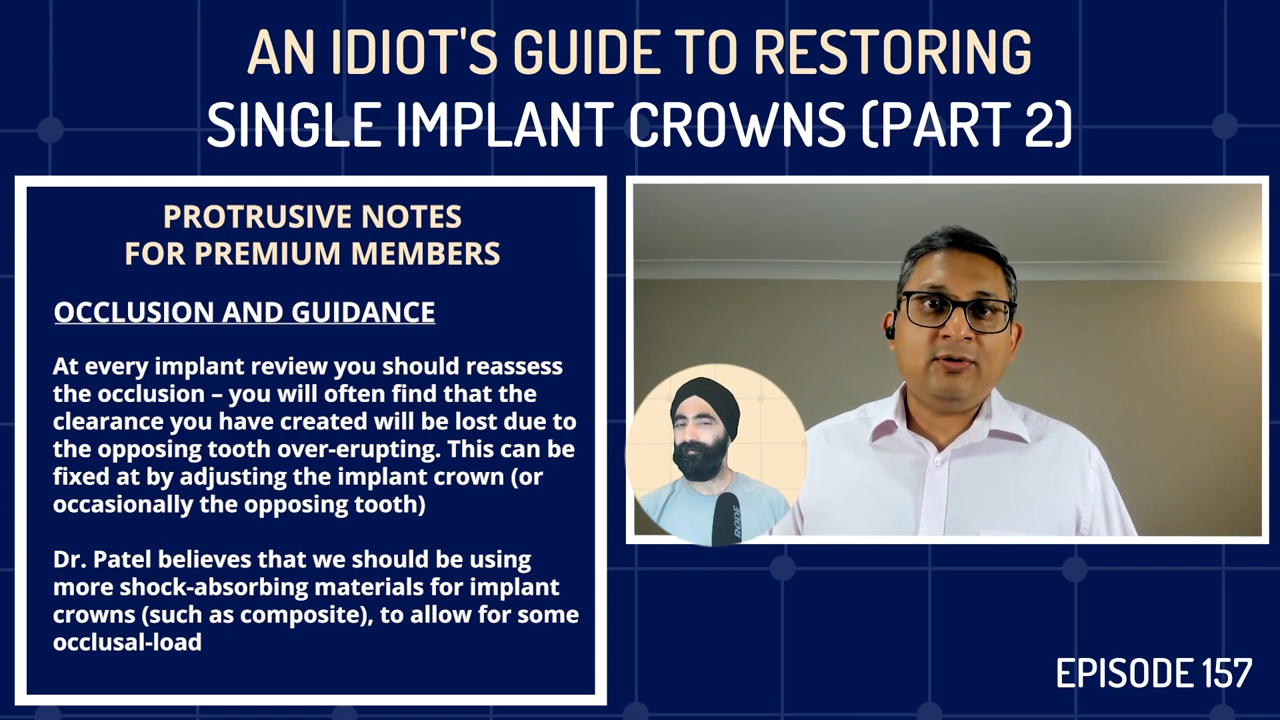 AN IDIOT'S GUIDE TO RESTORING
SINGLE IMPLANT CROWNS (PART 2)
PROTRUSIVE NOTES
FOR PREMIUM MEMBERS
OCCLUSION AND GUIDANCE
At every implant review you should reassess
the occlusion – you will often find that the
clearance you have created will be lost due to
the opposing tooth over-erupting. This can be
fixed at by adjusting the implant crown (or
occasionally the opposing tooth)
Dr. Patel believes that we should be using
more shock-absorbing materials for implant
crowns (such as composite), to allow for some
occlusal-load
RODE
EPISODE 157